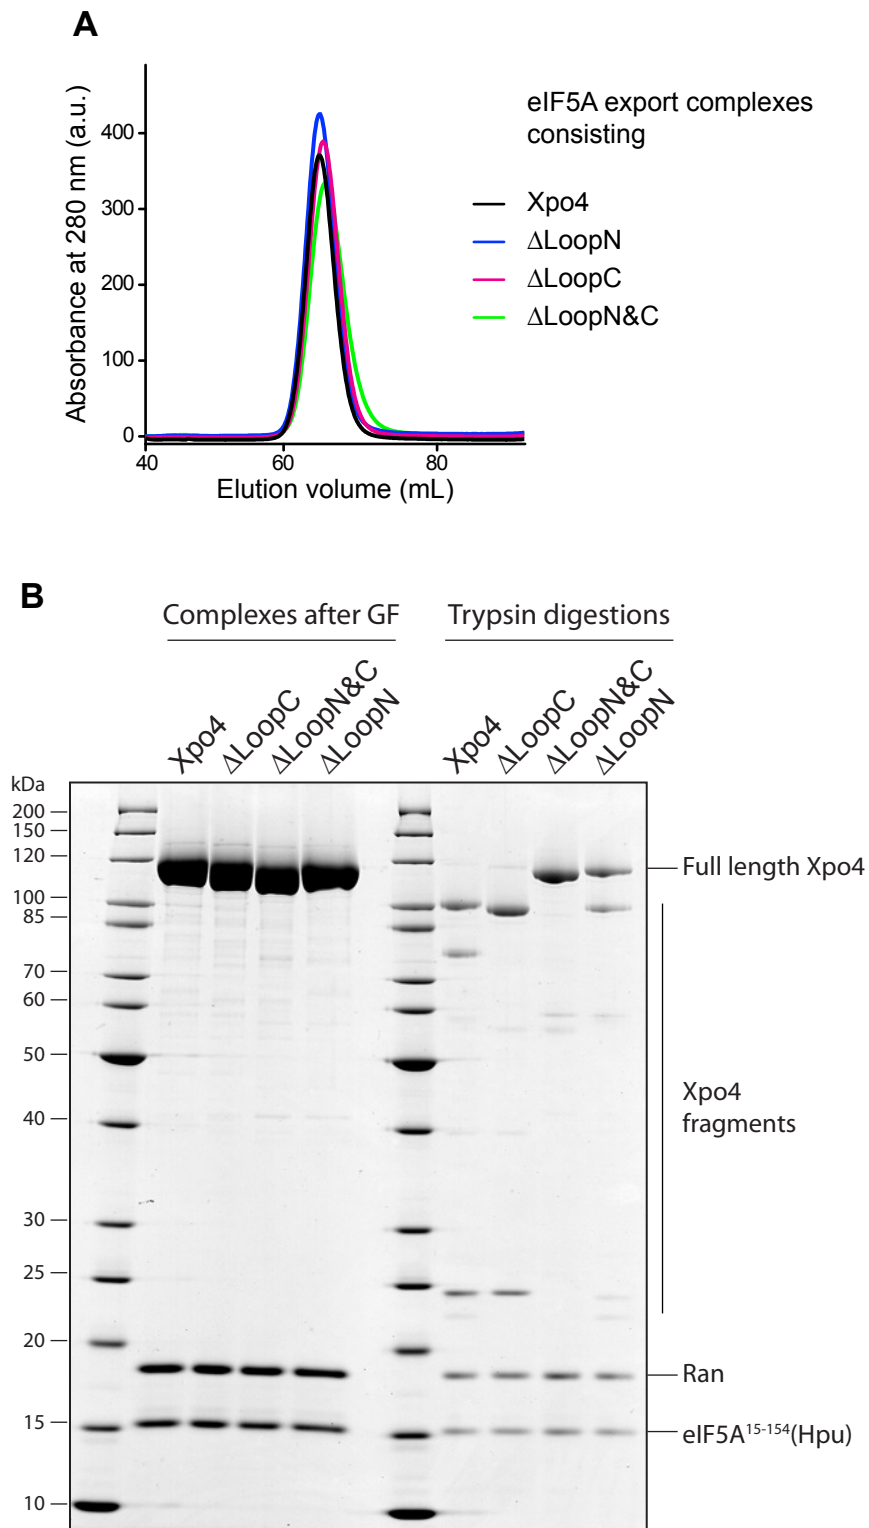 A
Absorbance at 280 nm (a.u.)
400
300
200
100
0
40
60
80
Elution volume (mL)
eIF5A export complexes
consisting
Xpo4
ΔLoopN
ΔLoopC
ΔLoopN&C
B
Complexes after GF
Trypsin digestions
Xpo4
ΔLoopC
ΔLoopN&C
ΔLoopN
Xpo4
ΔLoopC
ΔLoopN&C
ΔLoopN
kDa
200
150
120
100
85
70
60
50
40
30
25
20
15
10
Full length Xpo4
Xpo4
fragments
Ran
eIF5A¹⁵⁻¹⁵⁴(Hpu)